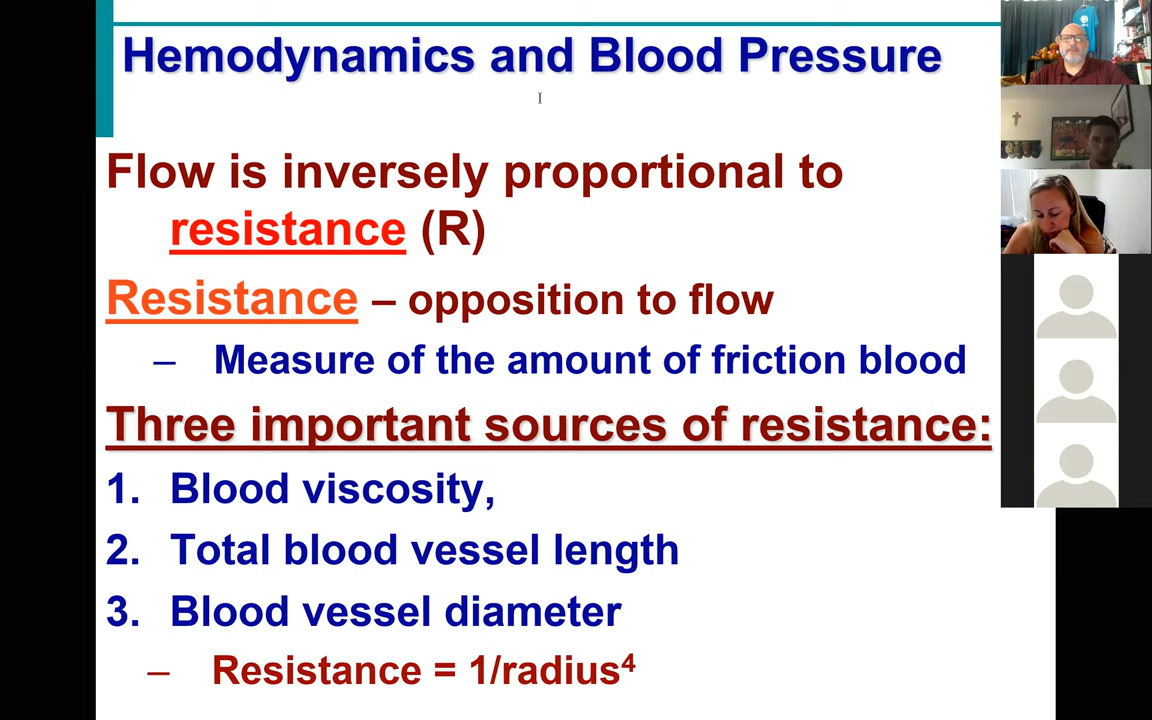 Hemodynamics and Blood Pressure
Flow is inversely proportional to
resistance (R)
Resistance – opposition to flow
– Measure of the amount of friction blood
Three important sources of resistance:
1. Blood viscosity,
2. Total blood vessel length
3. Blood vessel diameter
– Resistance = 1/radius⁴